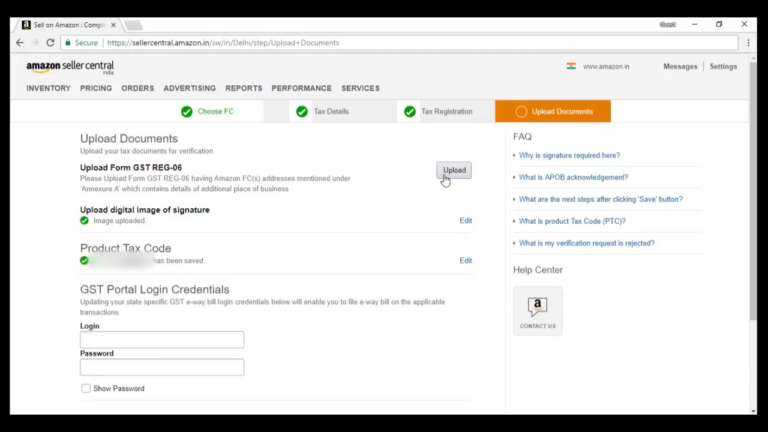 Sell on Amazon : Compl
Guest
Secure
https://sellercentral.amazon.in/sw/in/Delhi/step/Upload+Documents
amazon seller central
india
www.amazon.in
Messages
Settings
INVENTORY PRICING ORDERS ADVERTISING REPORTS PERFORMANCE SERVICES
Choose FC
Tax Details
Tax Registration
Upload Documents
Upload Documents
Upload your tax documents for verification
Upload Form GST REG-06
Upload
Please Upload Form GST REG-06 having Amazon FC(s) addresses mentioned under
'Annexure A' which contains details of additional place of business
Upload digital image of signature
Image uploaded.
Edit
Product Tax Code
has been saved.
Edit
GST Portal Login Credentials
Updating your state specific GST e-way bill login credentials below will enable you to file e-way bill on the applicable
transactions.
Login
Password
Show Password
FAQ
Why is signature required here?
What is APOB acknowledgement?
What are the next steps after clicking 'Save' button?
What is product Tax Code (PTC)?
What is my verification request is rejected?
Help Center
a
CONTACT US